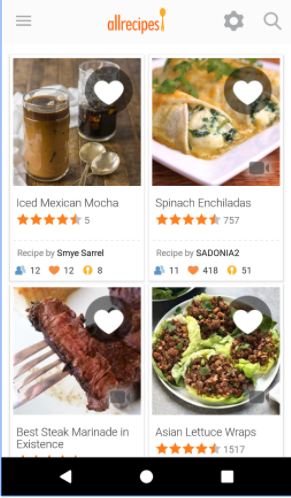 allrecipes
Iced Mexican Mocha
5
Spinach Enchiladas
757
Recipe by Smye Sarrel
12 12 8
Recipe by SADONIA2
11 418 51
Best Steak Marinade in
Existence
Asian Lettuce Wraps
1517